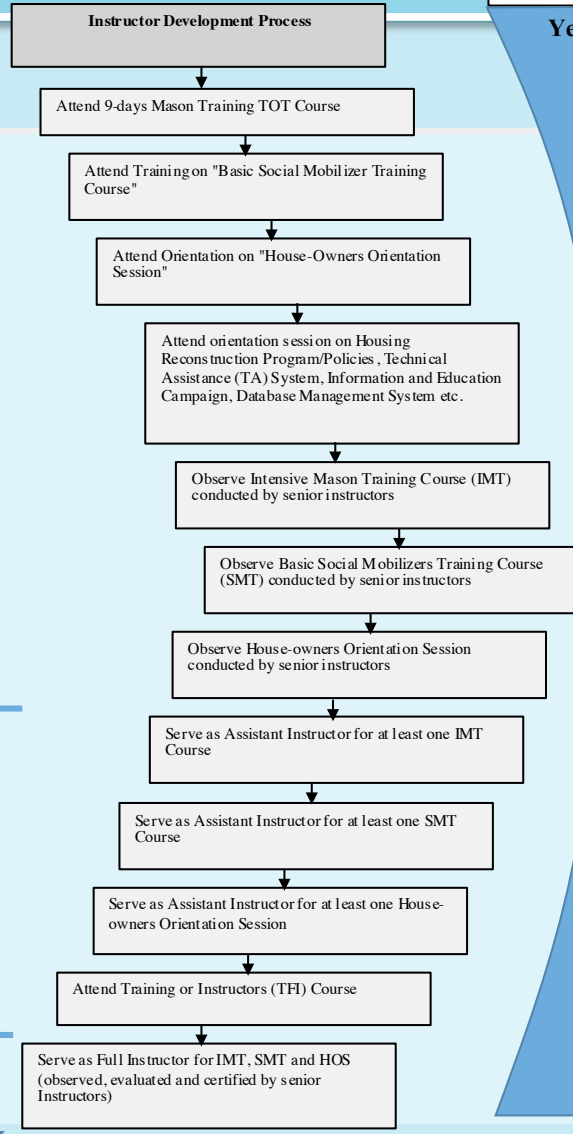 Instructor Development Process
Ye
Attend 9-days Mason Training TOT Course
Attend Training on "Basic Social Mobilizer Training
Course"
Attend Orientation on "House-Owners Orientation
Session"
Attend orientation session on Housing
Reconstruction Program/Policies, Technical
Assistance (TA) System, Information and Education
Campaign, Database Management System etc.
Observe Intensive Mason Training Course (IMT)
conducted by senior instructors
Observe Basic Social Mobilizers Training Course
(SMT) conducted by senior instructors
Observe House-owners Orientation Session
conducted by senior instructors
Serve as Assistant Instructor for at least one IMT
Course
Serve as Assistant Instructor for at least one SMT
Course
Serve as Assistant Instructor for at least one House-
owners Orientation Session
Attend Training or Instructors (TFI) Course
Serve as Full Instructor for IMT, SMT and HOS
(observed, evaluated and certified by senior
Instructors)